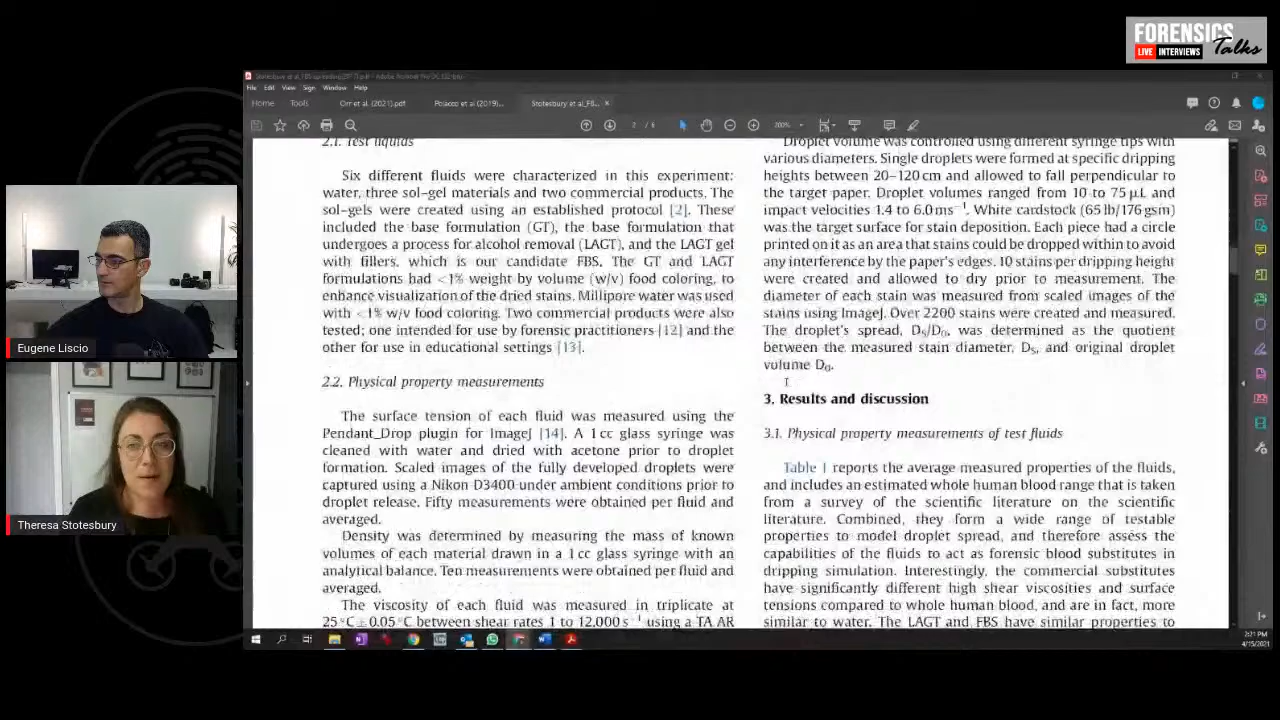 FORENSICS
LIVE INTERVIEWS Talks
File Edit View Sign Window Help
Home Tools Orr et al. (2021).pdf Polacco et al (2019)... Stotesbury et al_FB... ×
2 / 6 200%
2.1. Test liquids
Six different fluids were characterized in this experiment:
water, three sol-gel materials and two commercial products. The
sol-gels were created using an established protocol [2]. These
included the base formulation (GT), the base formulation that
undergoes a process for alcohol removal (LAGT), and the LAGT gel
with fillers, which is our candidate FBS. The GT and LAGT
formulations had <1% weight by volume (w/v) food coloring, to
enhance visualization of the dried stains. Millipore water was used
with <1% w/v food coloring. Two commercial products were also
tested; one intended for use by forensic practitioners [12] and the
other for use in educational settings [13].
2.2. Physical property measurements
The surface tension of each fluid was measured using the
Pendant_Drop plugin for ImageJ [14]. A 1 cc glass syringe was
cleaned with water and dried with acetone prior to droplet
formation. Scaled images of the fully developed droplets were
captured using a Nikon D3400 under ambient conditions prior to
droplet release. Fifty measurements were obtained per fluid and
averaged.
Density was determined by measuring the mass of known
volumes of each material drawn in a 1 cc glass syringe with an
analytical balance. Ten measurements were obtained per fluid and
averaged.
The viscosity of each fluid was measured in triplicate at
25 °C ± 0.05 °C between shear rates 1 to 12,000 s⁻¹ using a TA AR
Droplet volume was controlled using different syringe tips with
various diameters. Single droplets were formed at specific dripping
heights between 20–120 cm and allowed to fall perpendicular to
the target paper. Droplet volumes ranged from 10 to 75 μL and
impact velocities 1.4 to 6.0 ms⁻¹. White cardstock (65 lb/176 gsm)
was the target surface for stain deposition. Each piece had a circle
printed on it as an area that stains could be dropped within to avoid
any interference by the paper's edges. 10 stains per dripping height
were created and allowed to dry prior to measurement. The
diameter of each stain was measured from scaled images of the
stains using ImageJ. Over 2200 stains were created and measured.
The droplet's spread, Ds/D0, was determined as the quotient
between the measured stain diameter, Ds, and original droplet
volume D0.
3. Results and discussion
3.1. Physical property measurements of test fluids
Table 1 reports the average measured properties of the fluids,
and includes an estimated whole human blood range that is taken
from a survey of the scientific literature on the scientific
literature. Combined, they form a wide range of testable
properties to model droplet spread, and therefore assess the
capabilities of the fluids to act as forensic blood substitutes in
dripping simulation. Interestingly, the commercial substitutes
have significantly different high shear viscosities and surface
tensions compared to whole human blood, and are in fact, more
similar to water. The LAGT and FBS have similar properties to
Eugene Liscio
Theresa Stotesbury
2:21 PM
4/15/2021